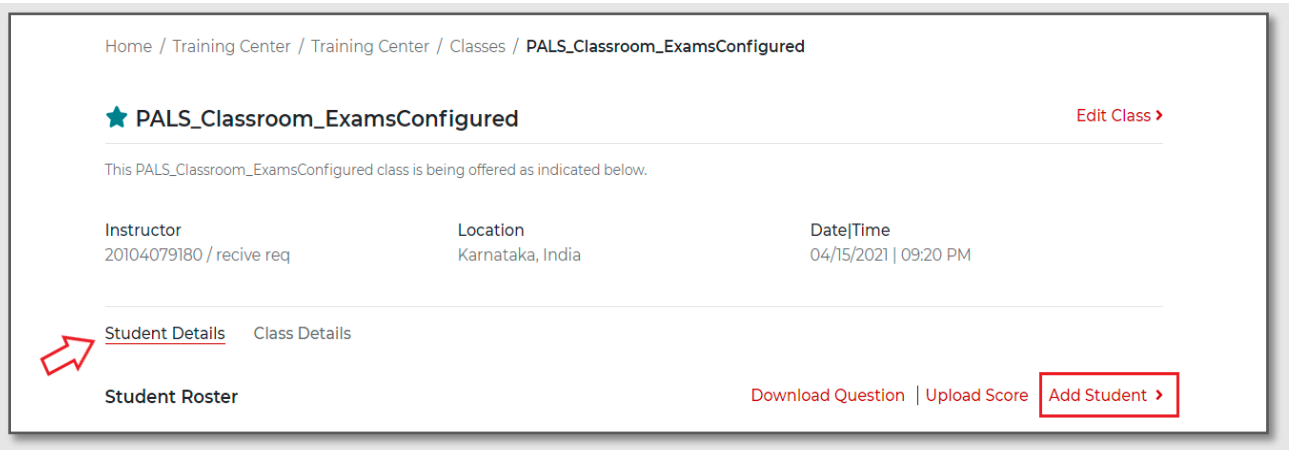 Home / Training Center / Training Center / Classes / PALS_Classroom_ExamsConfigured
PALS_Classroom_ExamsConfigured
Edit Class
This PALS_Classroom_ExamsConfigured class is being offered as indicated below.
Instructor Location Date|Time
20104079180 / recive req Karnataka, India 04/15/2021 | 09:20 PM
Student Details Class Details
Student Roster Download Question | Upload Score Add Student